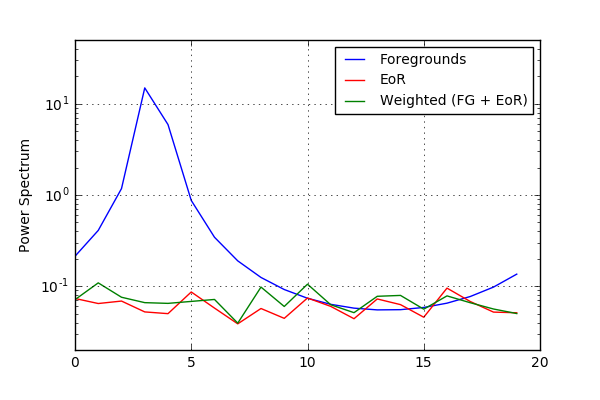 Foregrounds
EoR
Weighted (FG + EoR)
Power Spectrum
10^1
10^0
10^-1
0 5 10 15 20